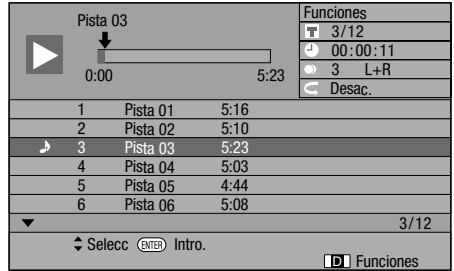 Pista 03
0:00 5:23
Funciones
T 3/12
00:00:11
3 L+R
Desac.
1 Pista 01 5:16
2 Pista 02 5:10
3 Pista 03 5:23
4 Pista 04 5:03
5 Pista 05 4:44
6 Pista 06 5:08
3/12
Selecc ENTER Intro.
D Funciones